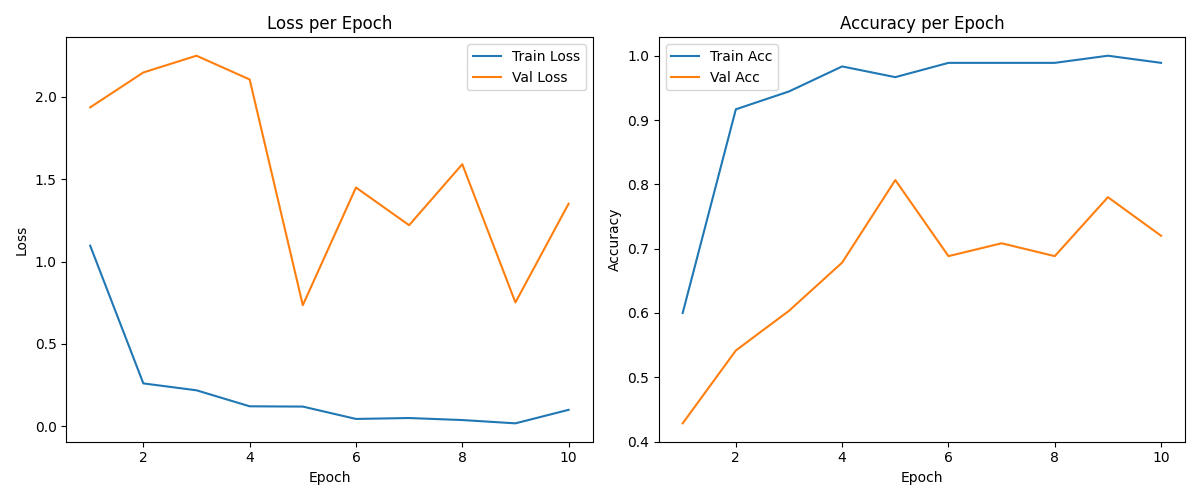 Loss per Epoch
Train Loss
Val Loss
2.0
1.5
1.0
0.5
0.0
Loss
2 4 6 8 10
Epoch
Accuracy per Epoch
Train Acc
Val Acc
1.0
0.9
0.8
0.7
0.6
0.5
0.4
Accuracy
2 4 6 8 10
Epoch